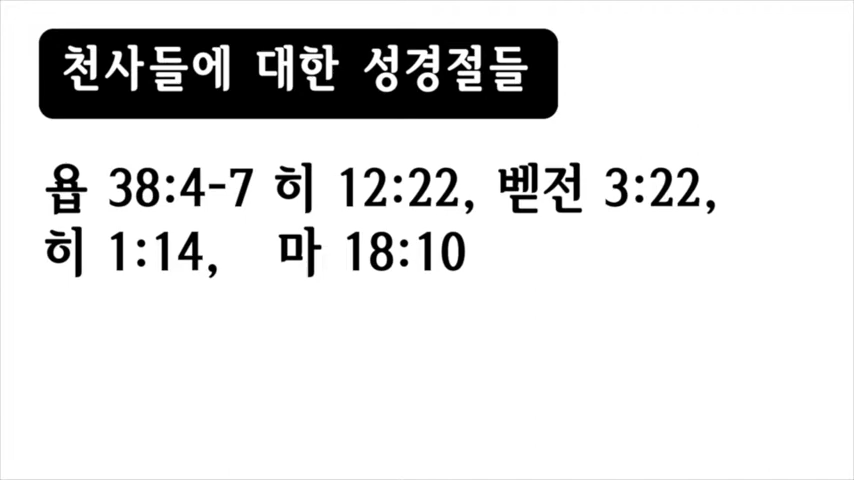 천사들에 대한 성경절들
욥 38:4-7 히 12:22, 벧전 3:22,
히 1:14, 마 18:10